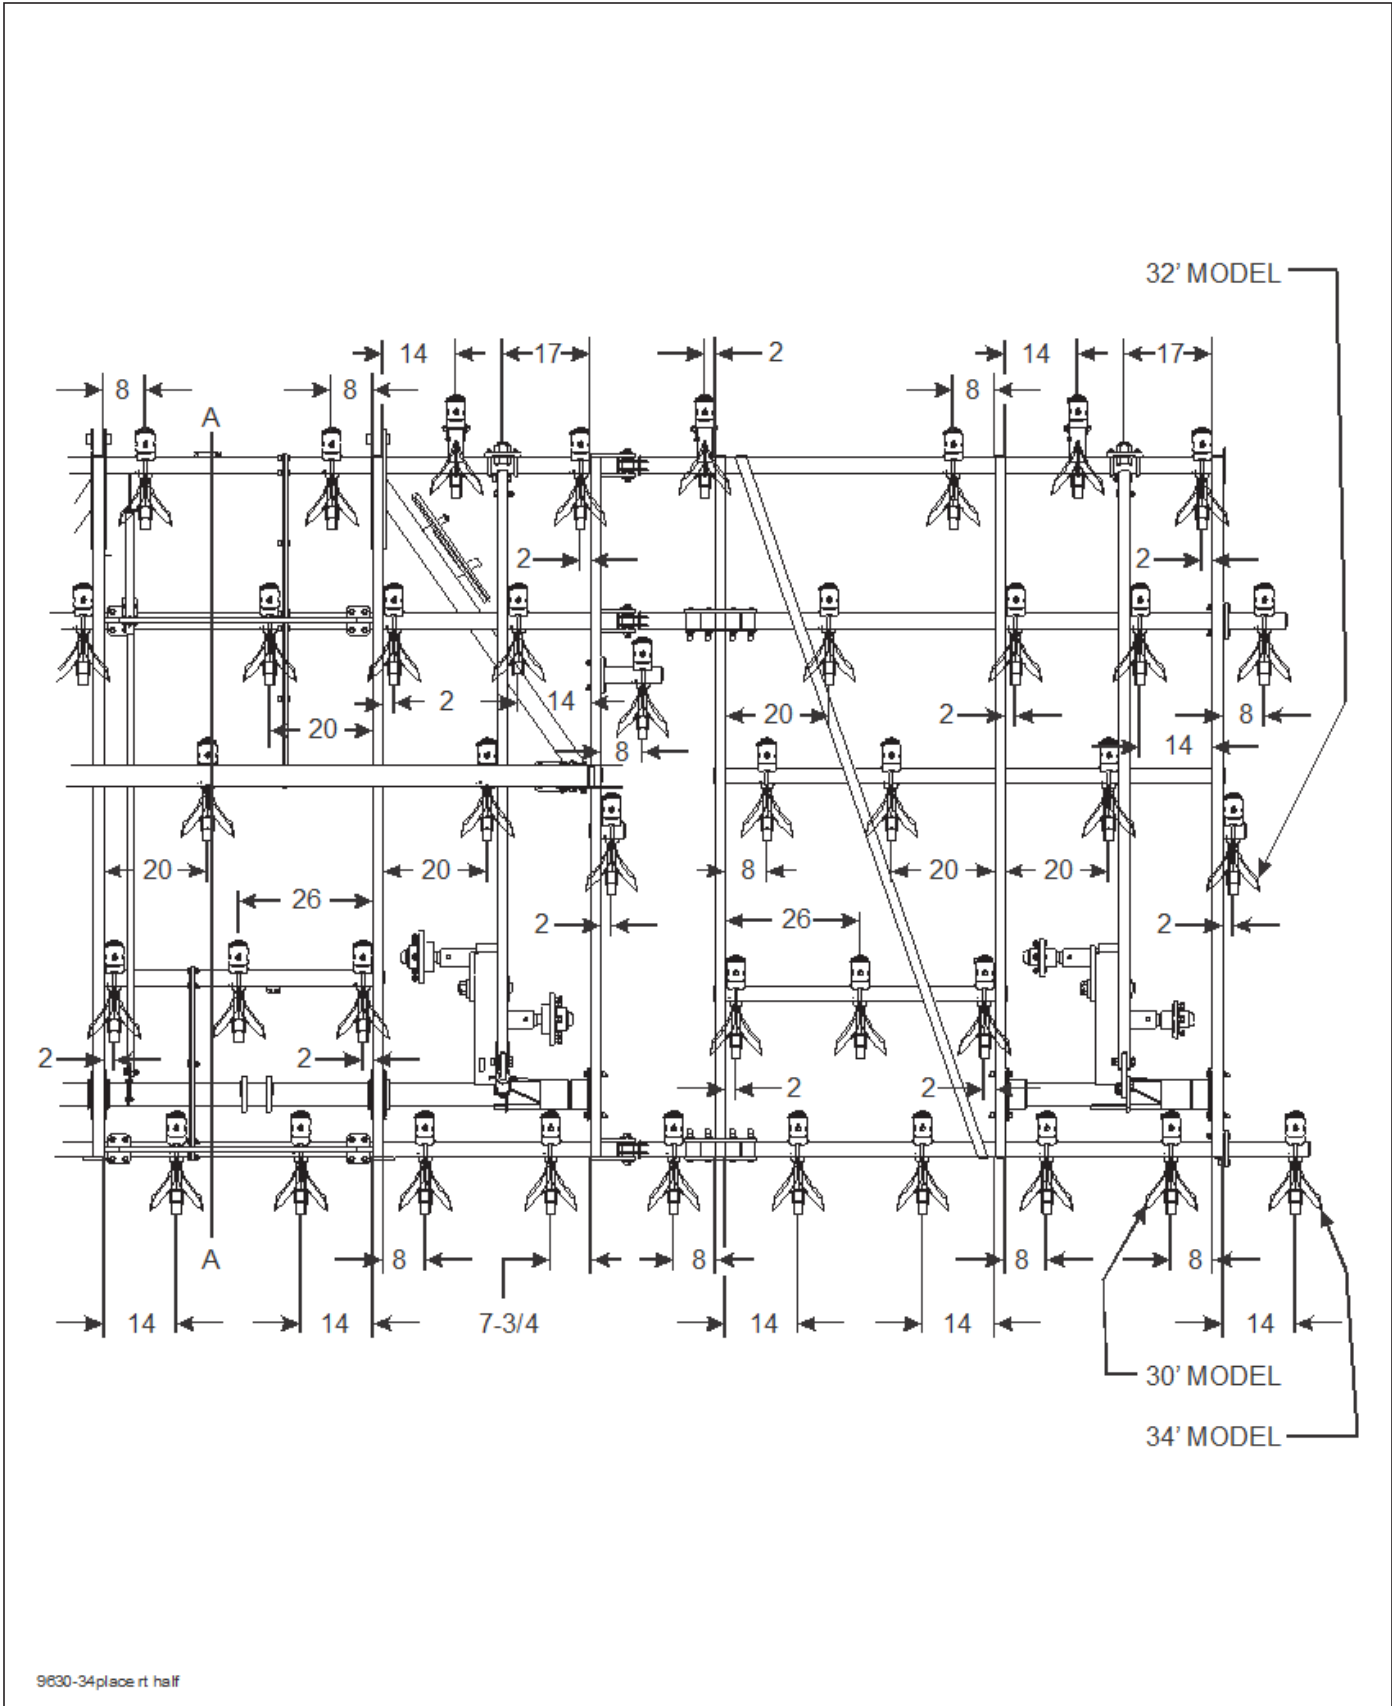 32' MODEL
14 17 2 14 17
8 8 8
A
2 2
2 14 20 2 8
20 14
8
20 20 8 20 20
26 26
2 2
2 2 2 2
A 8 8 8 8
14 14 7-3/4 14 14 14
30' MODEL
34' MODEL
9630-34place rt half